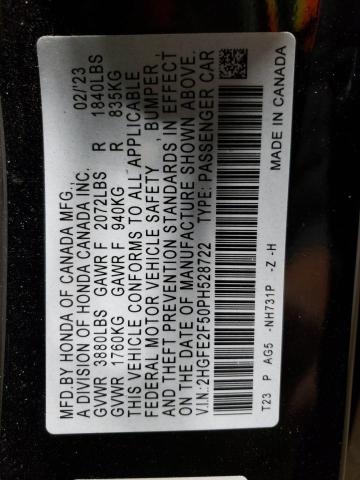 MFD.BY HONDA OF CANADA MFG., 02/'23
A DIVISION OF HONDA CANADA INC.
GVWR 3880LBS GAWR F 2072LBS R 1840LBS
GVWR 1760KG GAWR F 940KG R 835KG
THIS VEHICLE CONFORMS TO ALL APPLICABLE
FEDERAL MOTOR VEHICLE SAFETY , BUMPER,
AND THEFT PREVENTION STANDARDS IN EFFECT
ON THE DATE OF MANUFACTURE SHOWN ABOVE.
V.I.N.:2HGFE2F50PH528722 TYPE: PASSENGER CAR
T23 P AG5 -NH731P -Z -H MADE IN CANADA